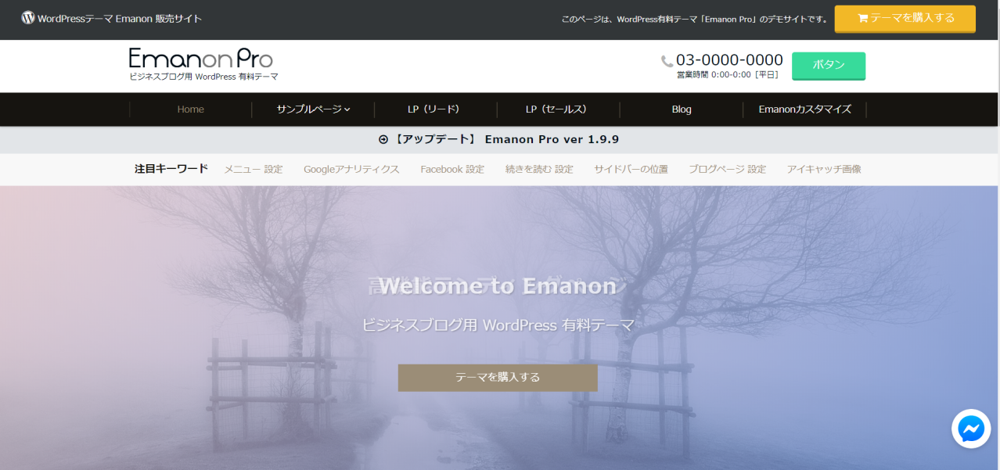 WordPressテーマ Emanon 販売サイト
このページは、WordPress有料テーマ「Emanon Pro」のデモサイトです。
テーマを購入する
Emanon Pro
ビジネスブログ用 WordPress 有料テーマ
03-0000-0000
営業時間 0:00-0:00［平日］
ボタン
Home サンプルページ LP（リード） LP（セールス） Blog Emanonカスタマイズ
【アップデート】 Emanon Pro ver 1.9.9
注目キーワード メニュー 設定 Googleアナリティクス Facebook 設定 続きを読む 設定 サイドバーの位置 ブログページ 設定 アイキャッチ画像
Welcome to Emanon
ビジネスブログ用 WordPress 有料テーマ
テーマを購入する